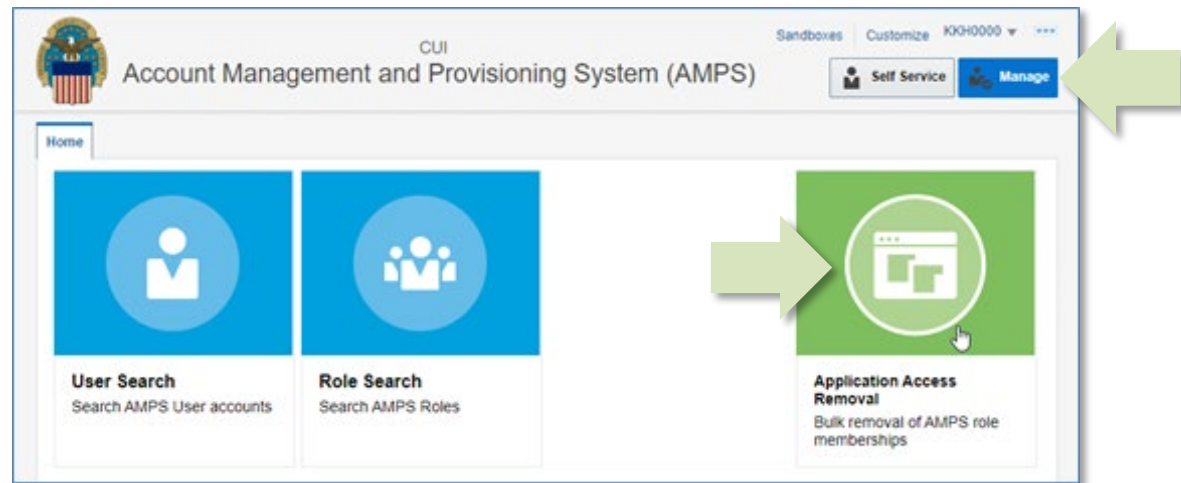 CUI
Account Management and Provisioning System (AMPS)
Sandboxes Customize KKH0000
Self Service Manage
Home
User Search
Search AMPS User accounts
Role Search
Search AMPS Roles
Application Access
Removal
Bulk removal of AMPS role
memberships